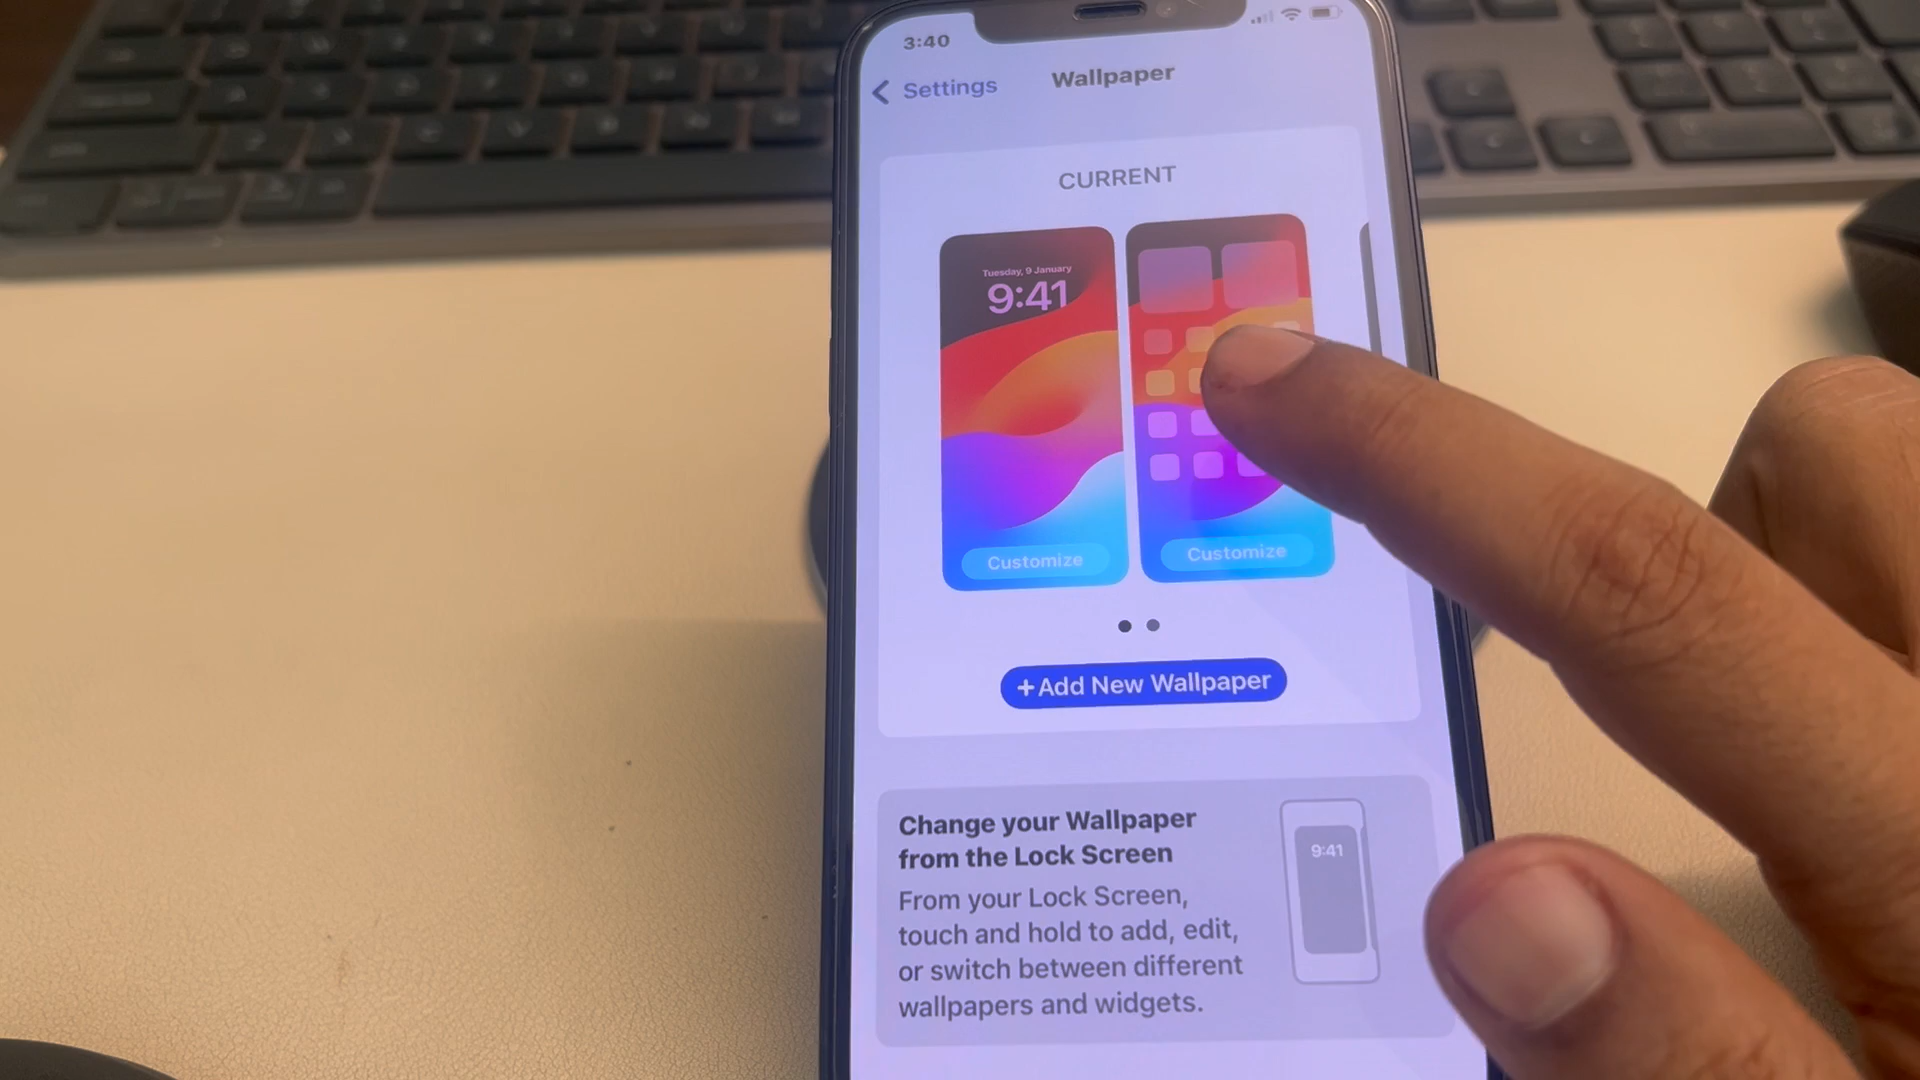 3:40
Settings
Wallpaper
CURRENT
Tuesday, 9 January
9:41
Customize
Customize
+Add New Wallpaper
Change your Wallpaper
from the Lock Screen
9:41
From your Lock Screen,
touch and hold to add, edit,
or switch between different
wallpapers and widgets.